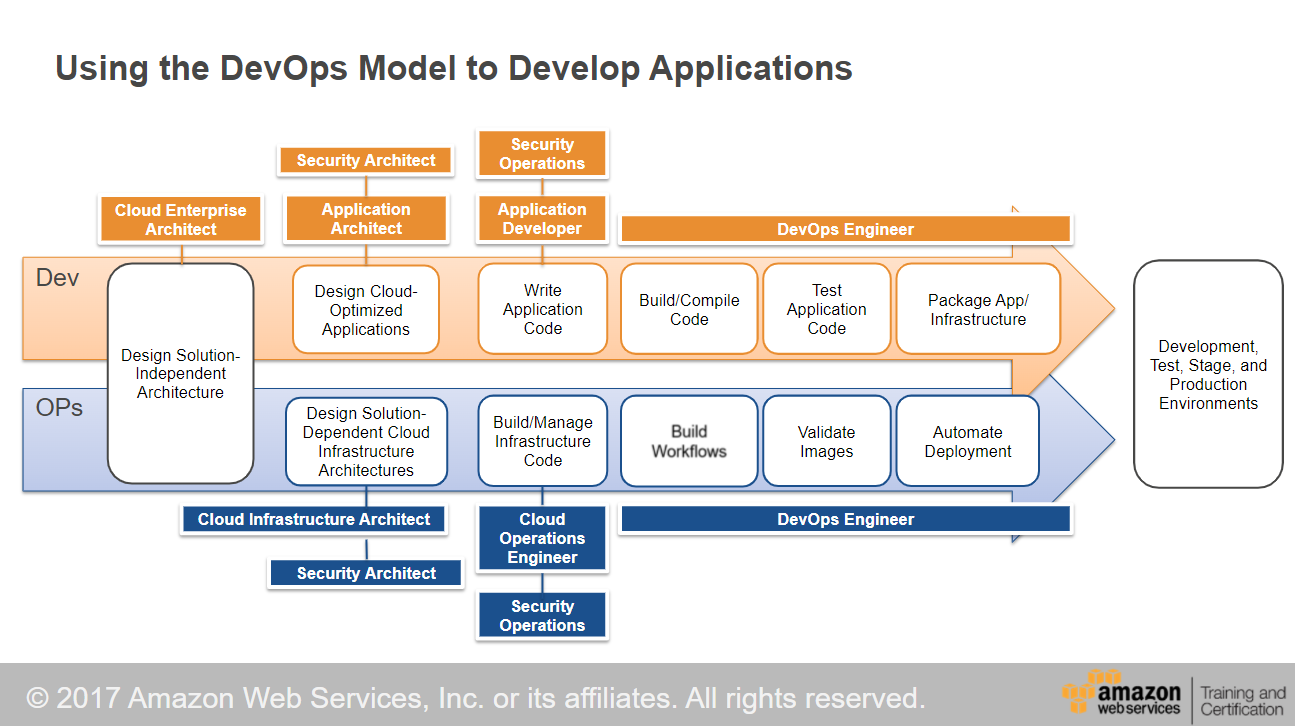 Using the DevOps Model to Develop Applications
Security Architect
Security
Operations
Cloud Enterprise
Architect
Application
Architect
Application
Developer
DevOps Engineer
Dev
Design Solution-
Independent
Architecture
Design Cloud-
Optimized
Applications
Write
Application
Code
Build/Compile
Code
Test
Application
Code
Package App/
Infrastructure
Development,
Test, Stage, and
Production
Environments
OPs
Design Solution-
Dependent Cloud
Infrastructure
Architectures
Build/Manage
Infrastructure
Code
Build
Workflows
Validate
Images
Automate
Deployment
Cloud Infrastructure Architect
Cloud
Operations
Engineer
DevOps Engineer
Security Architect
Security
Operations
© 2017 Amazon Web Services, Inc. or its affiliates. All rights reserved.
amazon
webservices
Training and
Certification